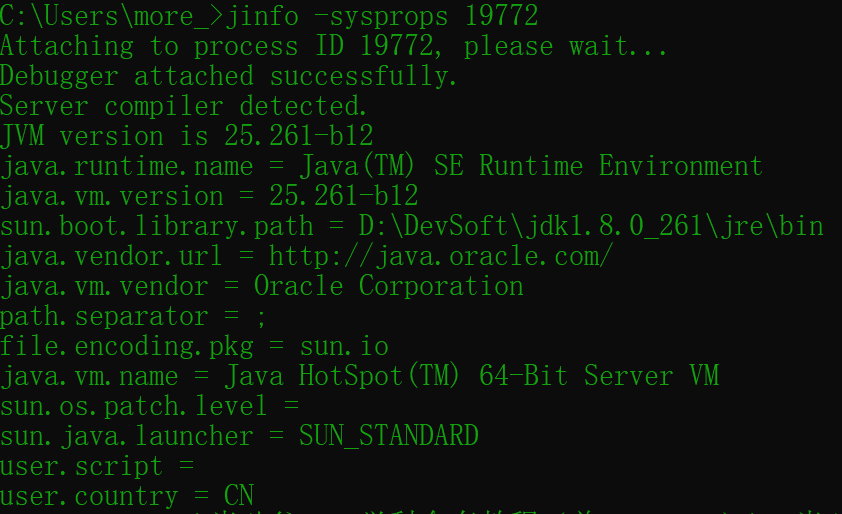 C:\Users\more_>jinfo -sysprops 19772
Attaching to process ID 19772, please wait...
Debugger attached successfully.
Server compiler detected.
JVM version is 25.261-b12
java.runtime.name = Java(TM) SE Runtime Environment
java.vm.version = 25.261-b12
sun.boot.library.path = D:\DevSoft\jdk1.8.0_261\jre\bin
java.vendor.url = http://java.oracle.com/
java.vm.vendor = Oracle Corporation
path.separator = ;
file.encoding.pkg = sun.io
java.vm.name = Java HotSpot(TM) 64-Bit Server VM
sun.os.patch.level =
sun.java.launcher = SUN_STANDARD
user.script =
user.country = CN